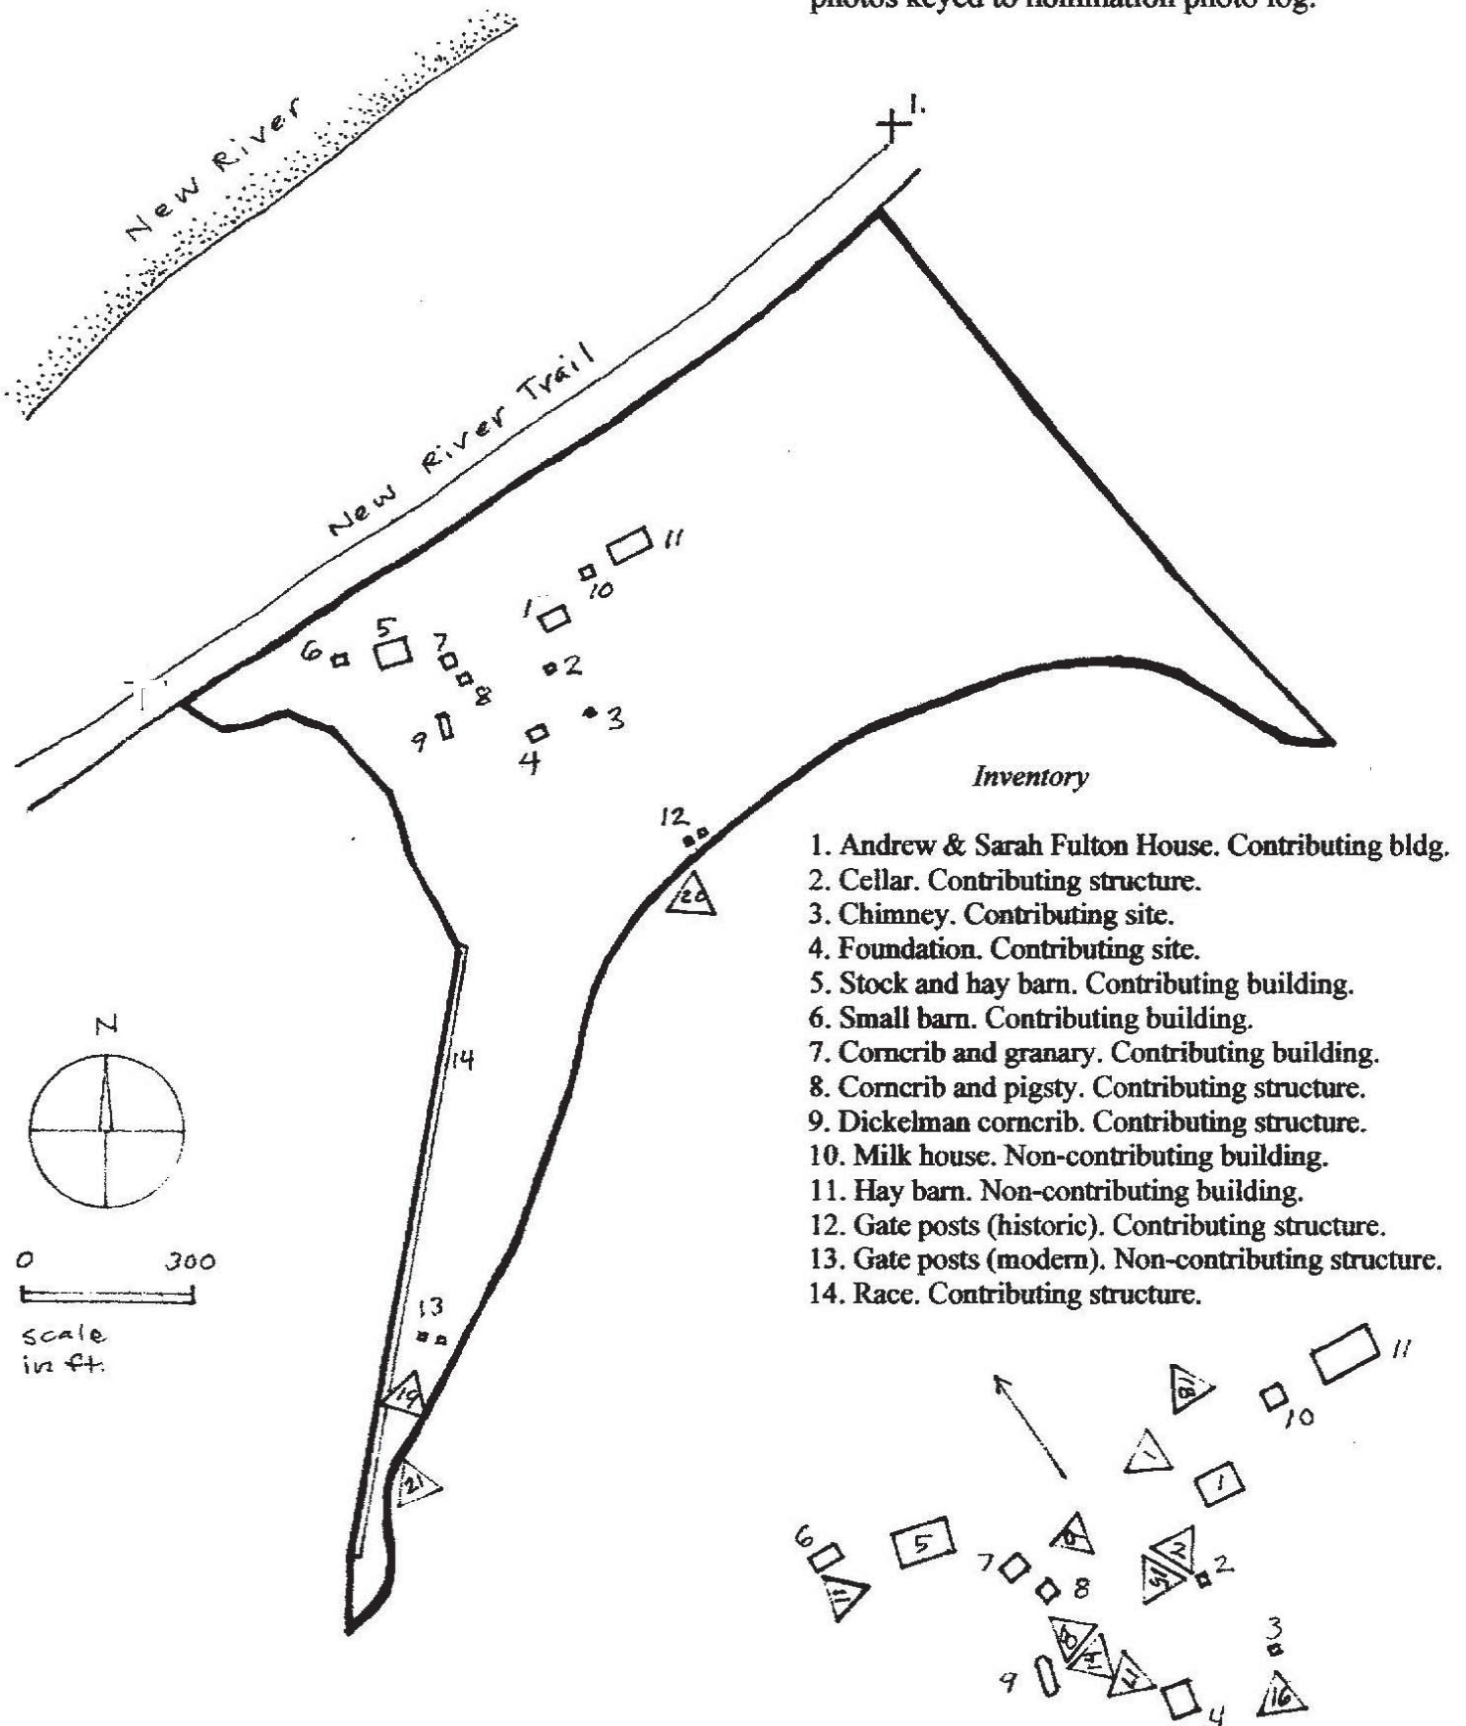 photos keyed to nomination photo log.
1.
New River
New River Trail
11
10
1
5
6
7
2
8
3
9
4
12
20
Inventory
1. Andrew & Sarah Fulton House. Contributing bldg.
2. Cellar. Contributing structure.
3. Chimney. Contributing site.
4. Foundation. Contributing site.
5. Stock and hay barn. Contributing building.
6. Small barn. Contributing building.
7. Corncrib and granary. Contributing building.
8. Corncrib and pigsty. Contributing structure.
9. Dickelman corncrib. Contributing structure.
10. Milk house. Non-contributing building.
11. Hay barn. Non-contributing building.
12. Gate posts (historic). Contributing structure.
13. Gate posts (modern). Non-contributing structure.
14. Race. Contributing structure.
N
14
0 300
scale
in ft.
13
19
21
11
18
10
1
1
6
5
7
8
2
2
11
3
9
16
4